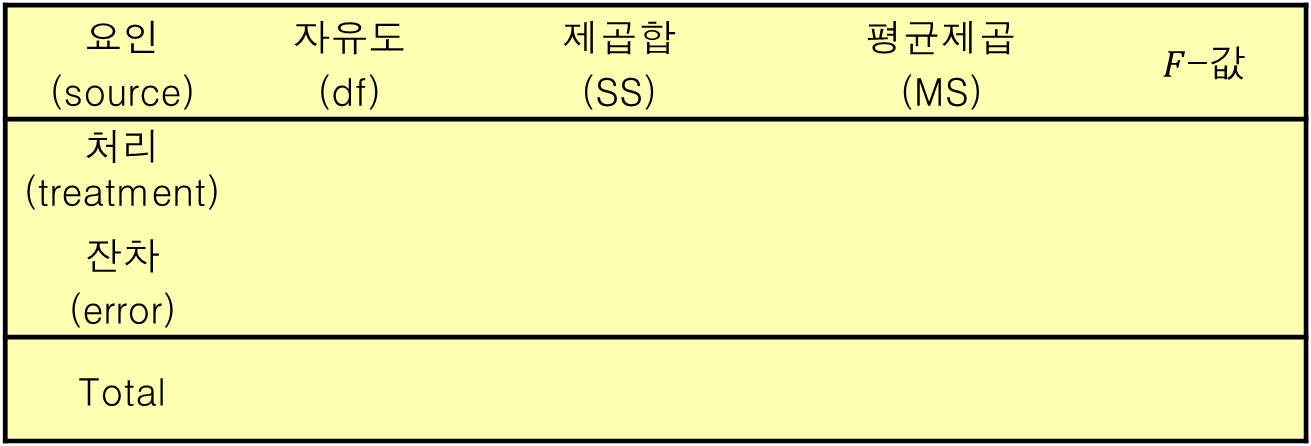 요인 자유도 제곱합 평균제곱 F-값
(source) (df) (SS) (MS)
처리
(treatment)
잔차
(error)
Total